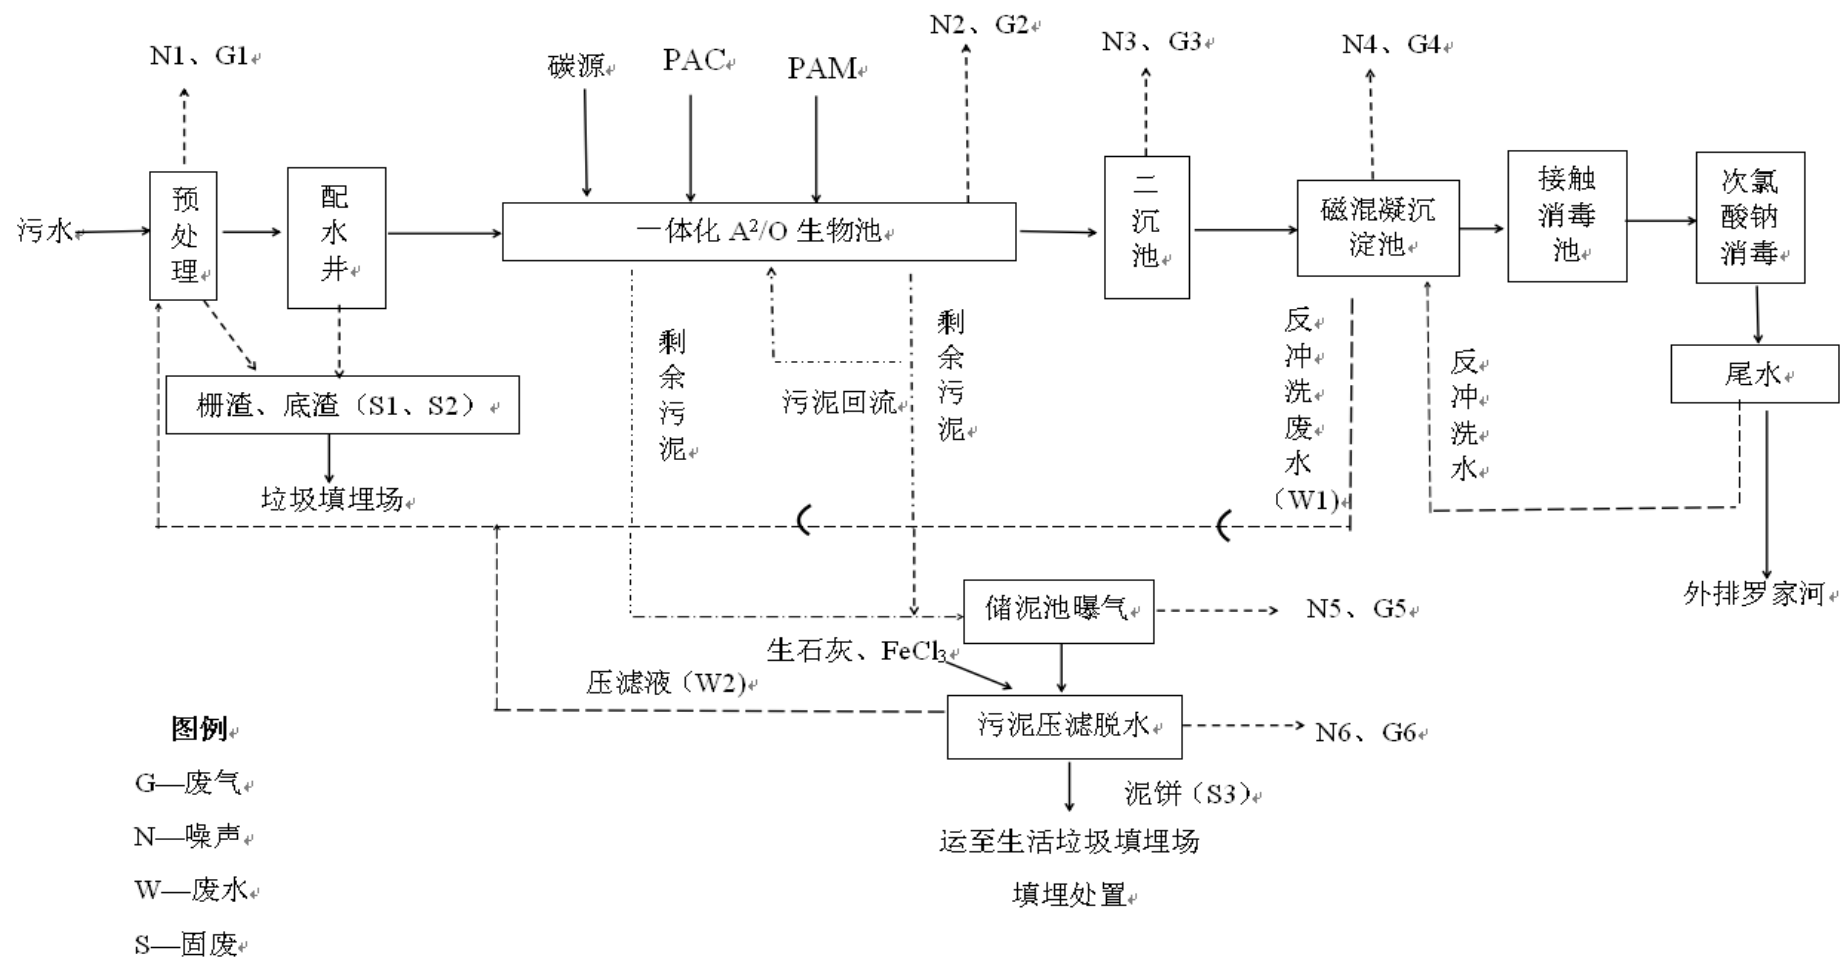 N1、G1
碳源
PAC
PAM
N2、G2
N3、G3
N4、G4
污水
预处理
配水井
一体化 A²/O 生物池
二沉池
磁混凝沉
淀池
接触
消毒
池
次氯
酸钠
消毒
栅渣、底渣（S1、S2）
垃圾填埋场
剩余污泥
污泥回流
剩余污泥
反冲洗废水
（W1)
反冲洗水
尾水
外排罗家河
储泥池曝气
N5、G5
生石灰、FeCl₃
压滤液（W2)
污泥压滤脱水
N6、G6
泥饼（S3）
运至生活垃圾填埋场
填埋处置
图例
G—废气
N—噪声
W—废水
S—固废